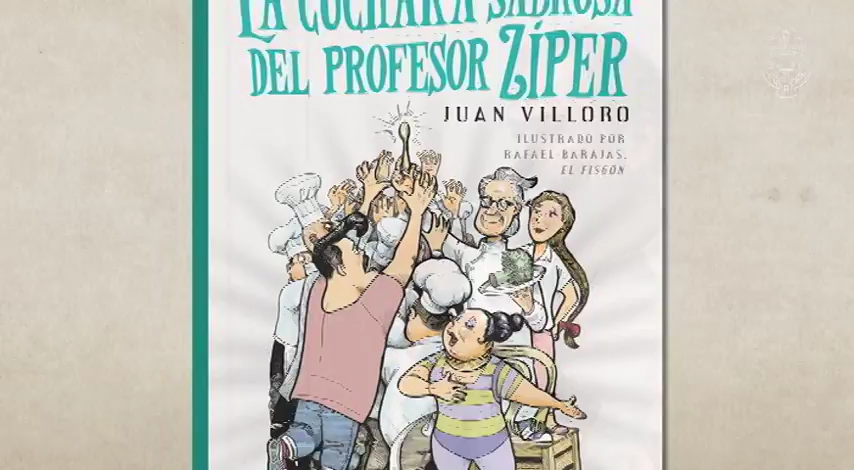 LA CUCHARA SABROSA
DEL PROFESOR ZÍPER
JUAN VILLORO
ILUSTRADO POR
RAFAEL BARAJAS,
EL FISGÓN